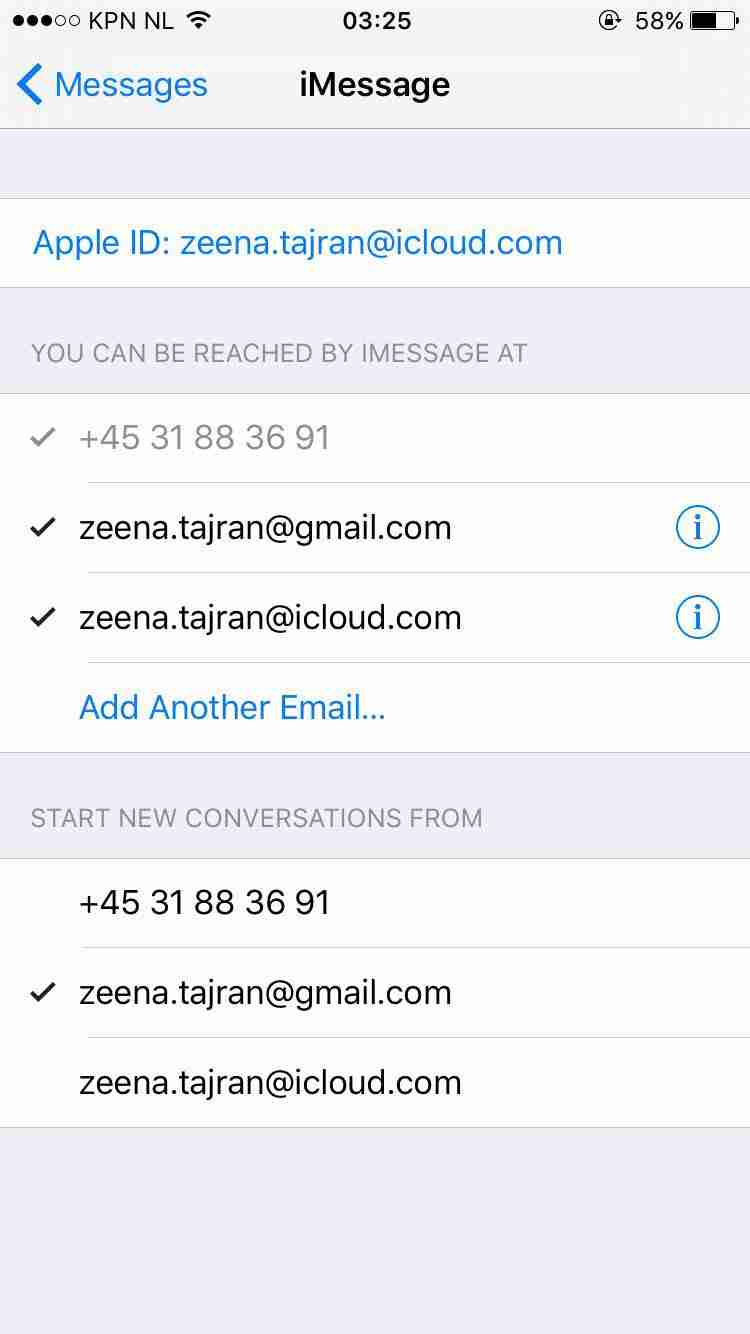 KPN NL 03:25 58%
Messages iMessage
Apple ID: zeena.tajran@icloud.com
YOU CAN BE REACHED BY IMESSAGE AT
+45 31 88 36 91
zeena.tajran@gmail.com
zeena.tajran@icloud.com
Add Another Email...
START NEW CONVERSATIONS FROM
+45 31 88 36 91
zeena.tajran@gmail.com
zeena.tajran@icloud.com